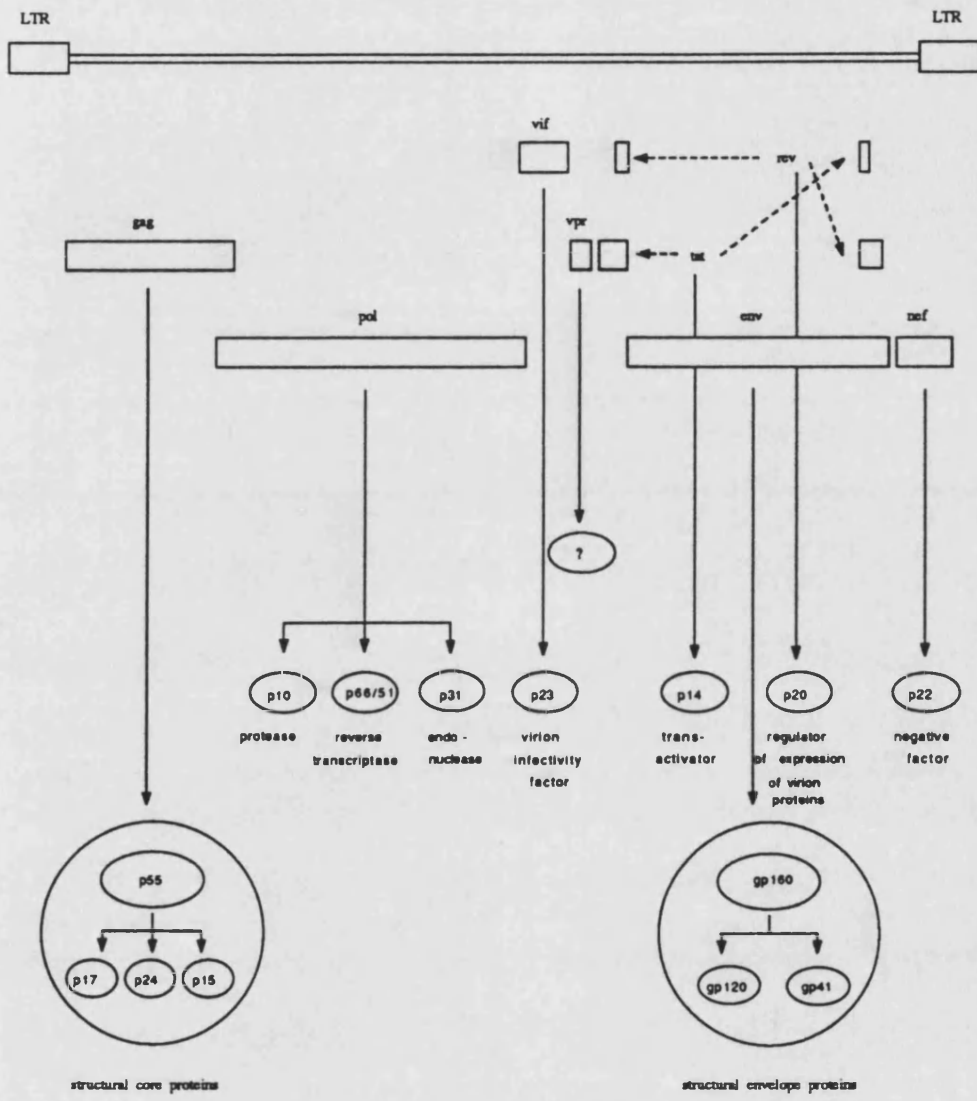 LTR LTR
vif
rev
gag vpr
tat
pol env nef
?
p10 p66/51 p31 p23 p14 p20 p22
protease reverse endo - virion trans- regulator negative
transcriptase nuclease infectivity activator of expression factor
factor of virion
proteins
p55 gp160
p17 p24 p15 gp120 gp41
structural core proteins structural envelope proteins